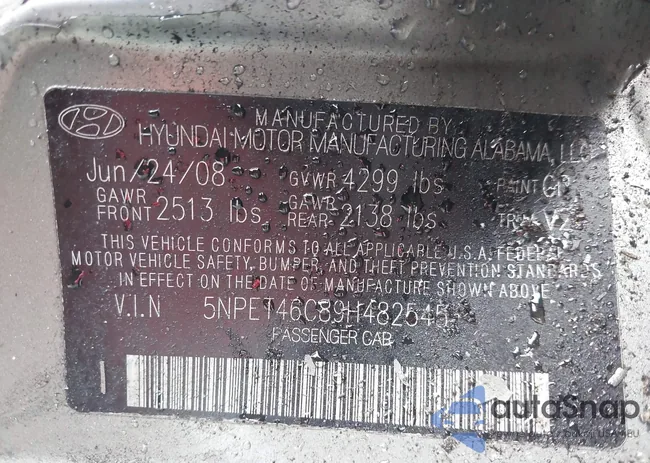 MANUFACTURED BY
HYUNDAI MOTOR MANUFACTURING ALABAMA, LLC
Jun/24/08 GVWR 4299 lbs PAINT
GAWR FRONT 2513 lbs GAWR REAR 2138 lbs
THIS VEHICLE CONFORMS TO ALL APPLICABLE U.S.A. FEDERAL
MOTOR VEHICLE SAFETY, BUMPER, AND THEFT PREVENTION STANDARDS
IN EFFECT ON THE DATE OF MANUFACTURE SHOWN ABOVE.
V.I.N 5NPET46C89H482545
PASSENGER CAR
autoSnap